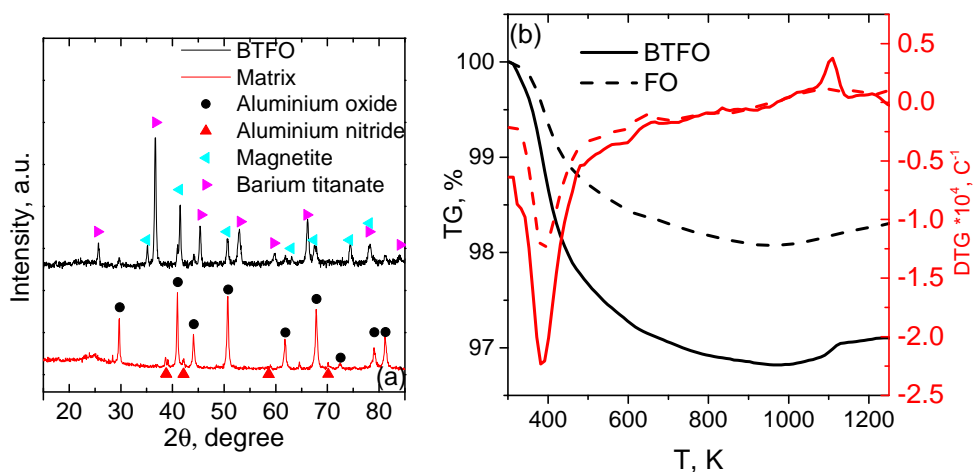 BTFO
Matrix
Aluminium oxide
Aluminium nitride
Magnetite
Barium titanate
Intensity, a.u.
(a)
20 30 40 50 60 70 80
2θ, degree
(b)
BTFO
FO
100
99
98
97
TG, %
400 600 800 1000 1200
T, K
0.5
0.0
-0.5
-1.0
-1.5
-2.0
-2.5
DTG *10⁴, C⁻¹